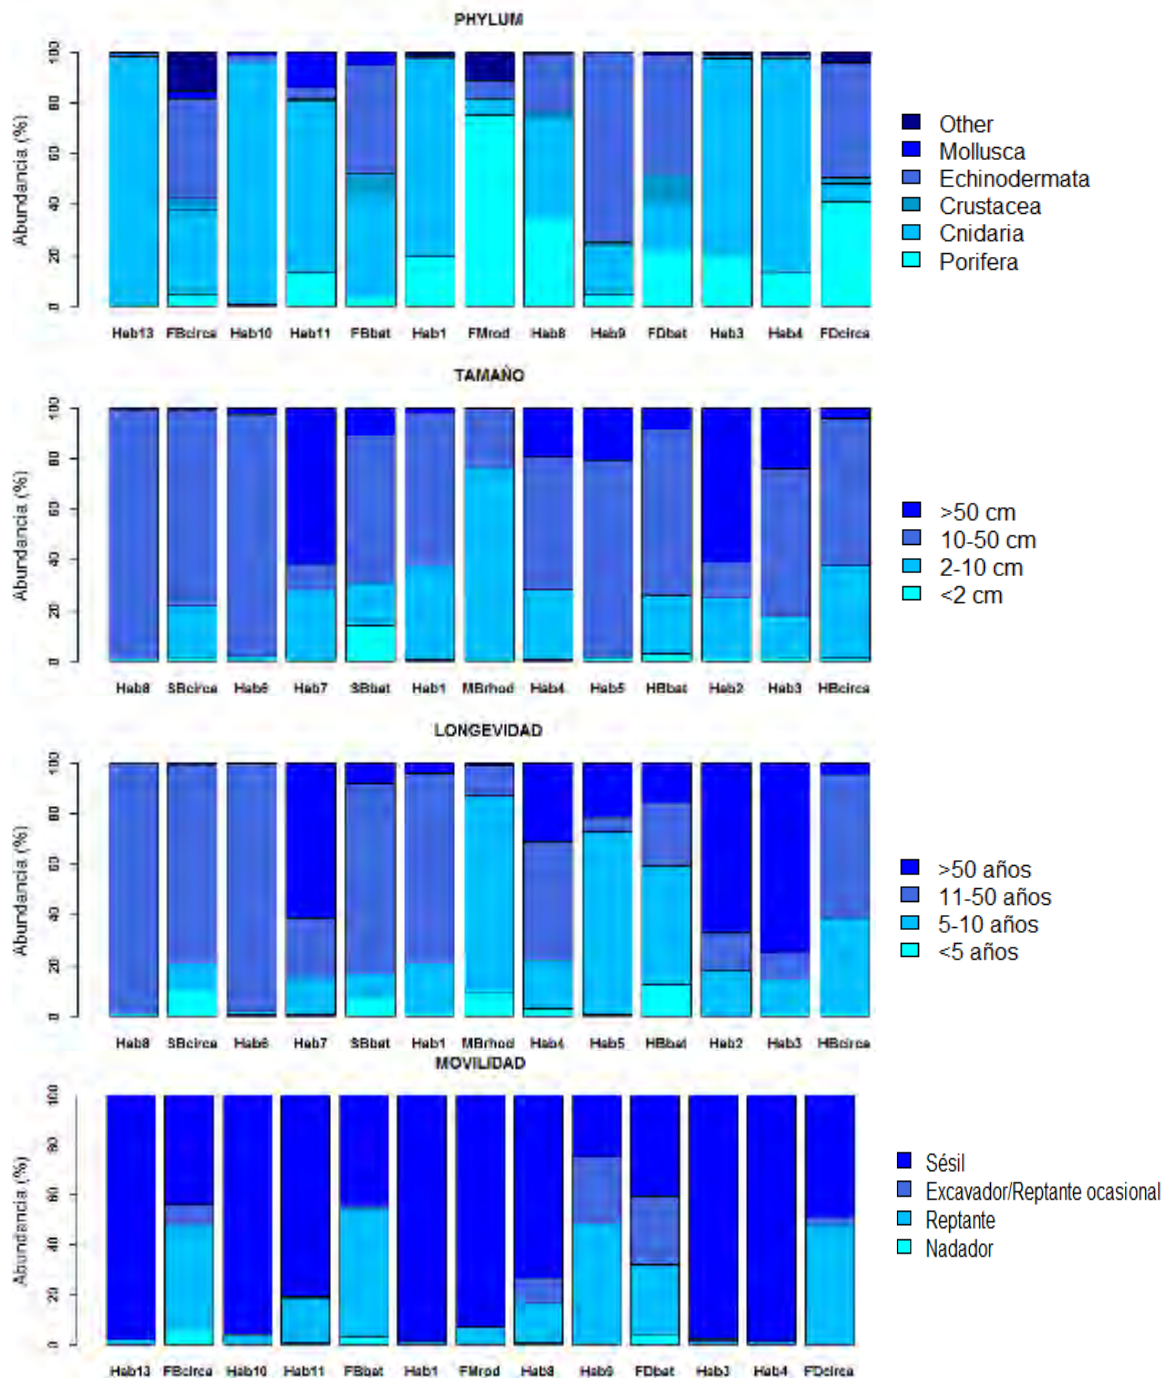 PHYLUM
Abundancia (%)
0 20 40 60 80 100
Hab13 FBcirca Hab10 Hab11 FBbat Hab1 FMrod Hab8 Hab9 FDbat Hab3 Hab4 FDcirca
Other
Mollusca
Echinodermata
Crustacea
Cnidaria
Porifera
TAMAÑO
Abundancia (%)
0 20 40 60 80 100
Hab8 SBcirca Hab6 Hab7 SBbat Hab1 MBrhod Hab4 Hab5 HBbat Hab2 Hab3 HBcirca
>50 cm
10-50 cm
2-10 cm
<2 cm
LONGEVIDAD
Abundancia (%)
0 20 40 60 80 100
Hab8 SBcirca Hab6 Hab7 SBbat Hab1 MBrhod Hab4 Hab5 HBbat Hab2 Hab3 HBcirca
>50 años
11-50 años
5-10 años
<5 años
MOVILIDAD
Abundancia (%)
0 20 40 60 80 100
Hab13 FBcirca Hab10 Hab11 FBbat Hab1 FMrod Hab8 Hab9 FDbat Hab3 Hab4 FDcirca
Sésil
Excavador/Reptante ocasional
Reptante
Nadador